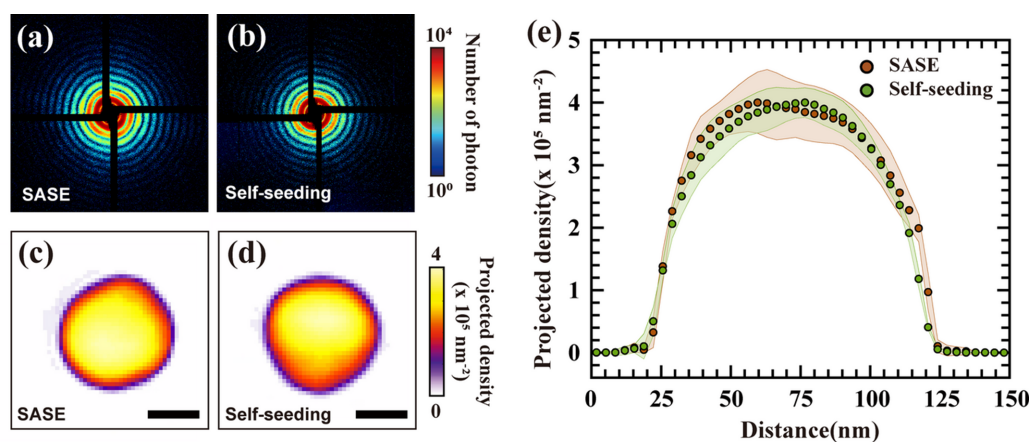 (a)
SASE
(b)
Self-seeding
10⁴
10⁰
Number of photon
(c)
SASE
(d)
Self-seeding
4
0
Projected density
(x 10⁵ nm⁻²)
(e)
SASE
Self-seeding
Projected density(x 10⁵ nm⁻²)
5
4
3
2
1
0
0 25 50 75 100 125 150
Distance(nm)